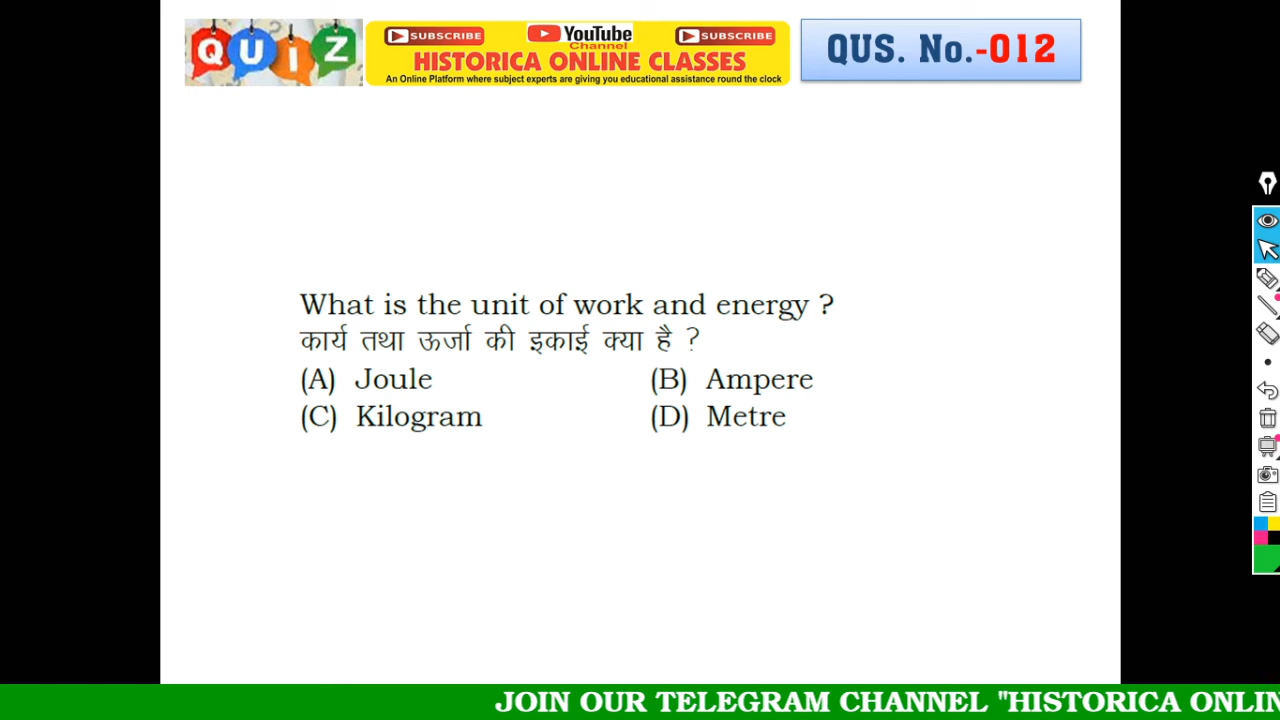 QUIZ
SUBSCRIBE
YouTube
SUBSCRIBE
Channel
HISTORICA ONLINE CLASSES
An Online Platform where subject experts are giving you educational assistance round the clock
QUS. No.-012
What is the unit of work and energy ?
कार्य तथा ऊर्जा की इकाई क्या है ?
(A) Joule (B) Ampere
(C) Kilogram (D) Metre
JOIN OUR TELEGRAM CHANNEL "HISTORICA ONLIN